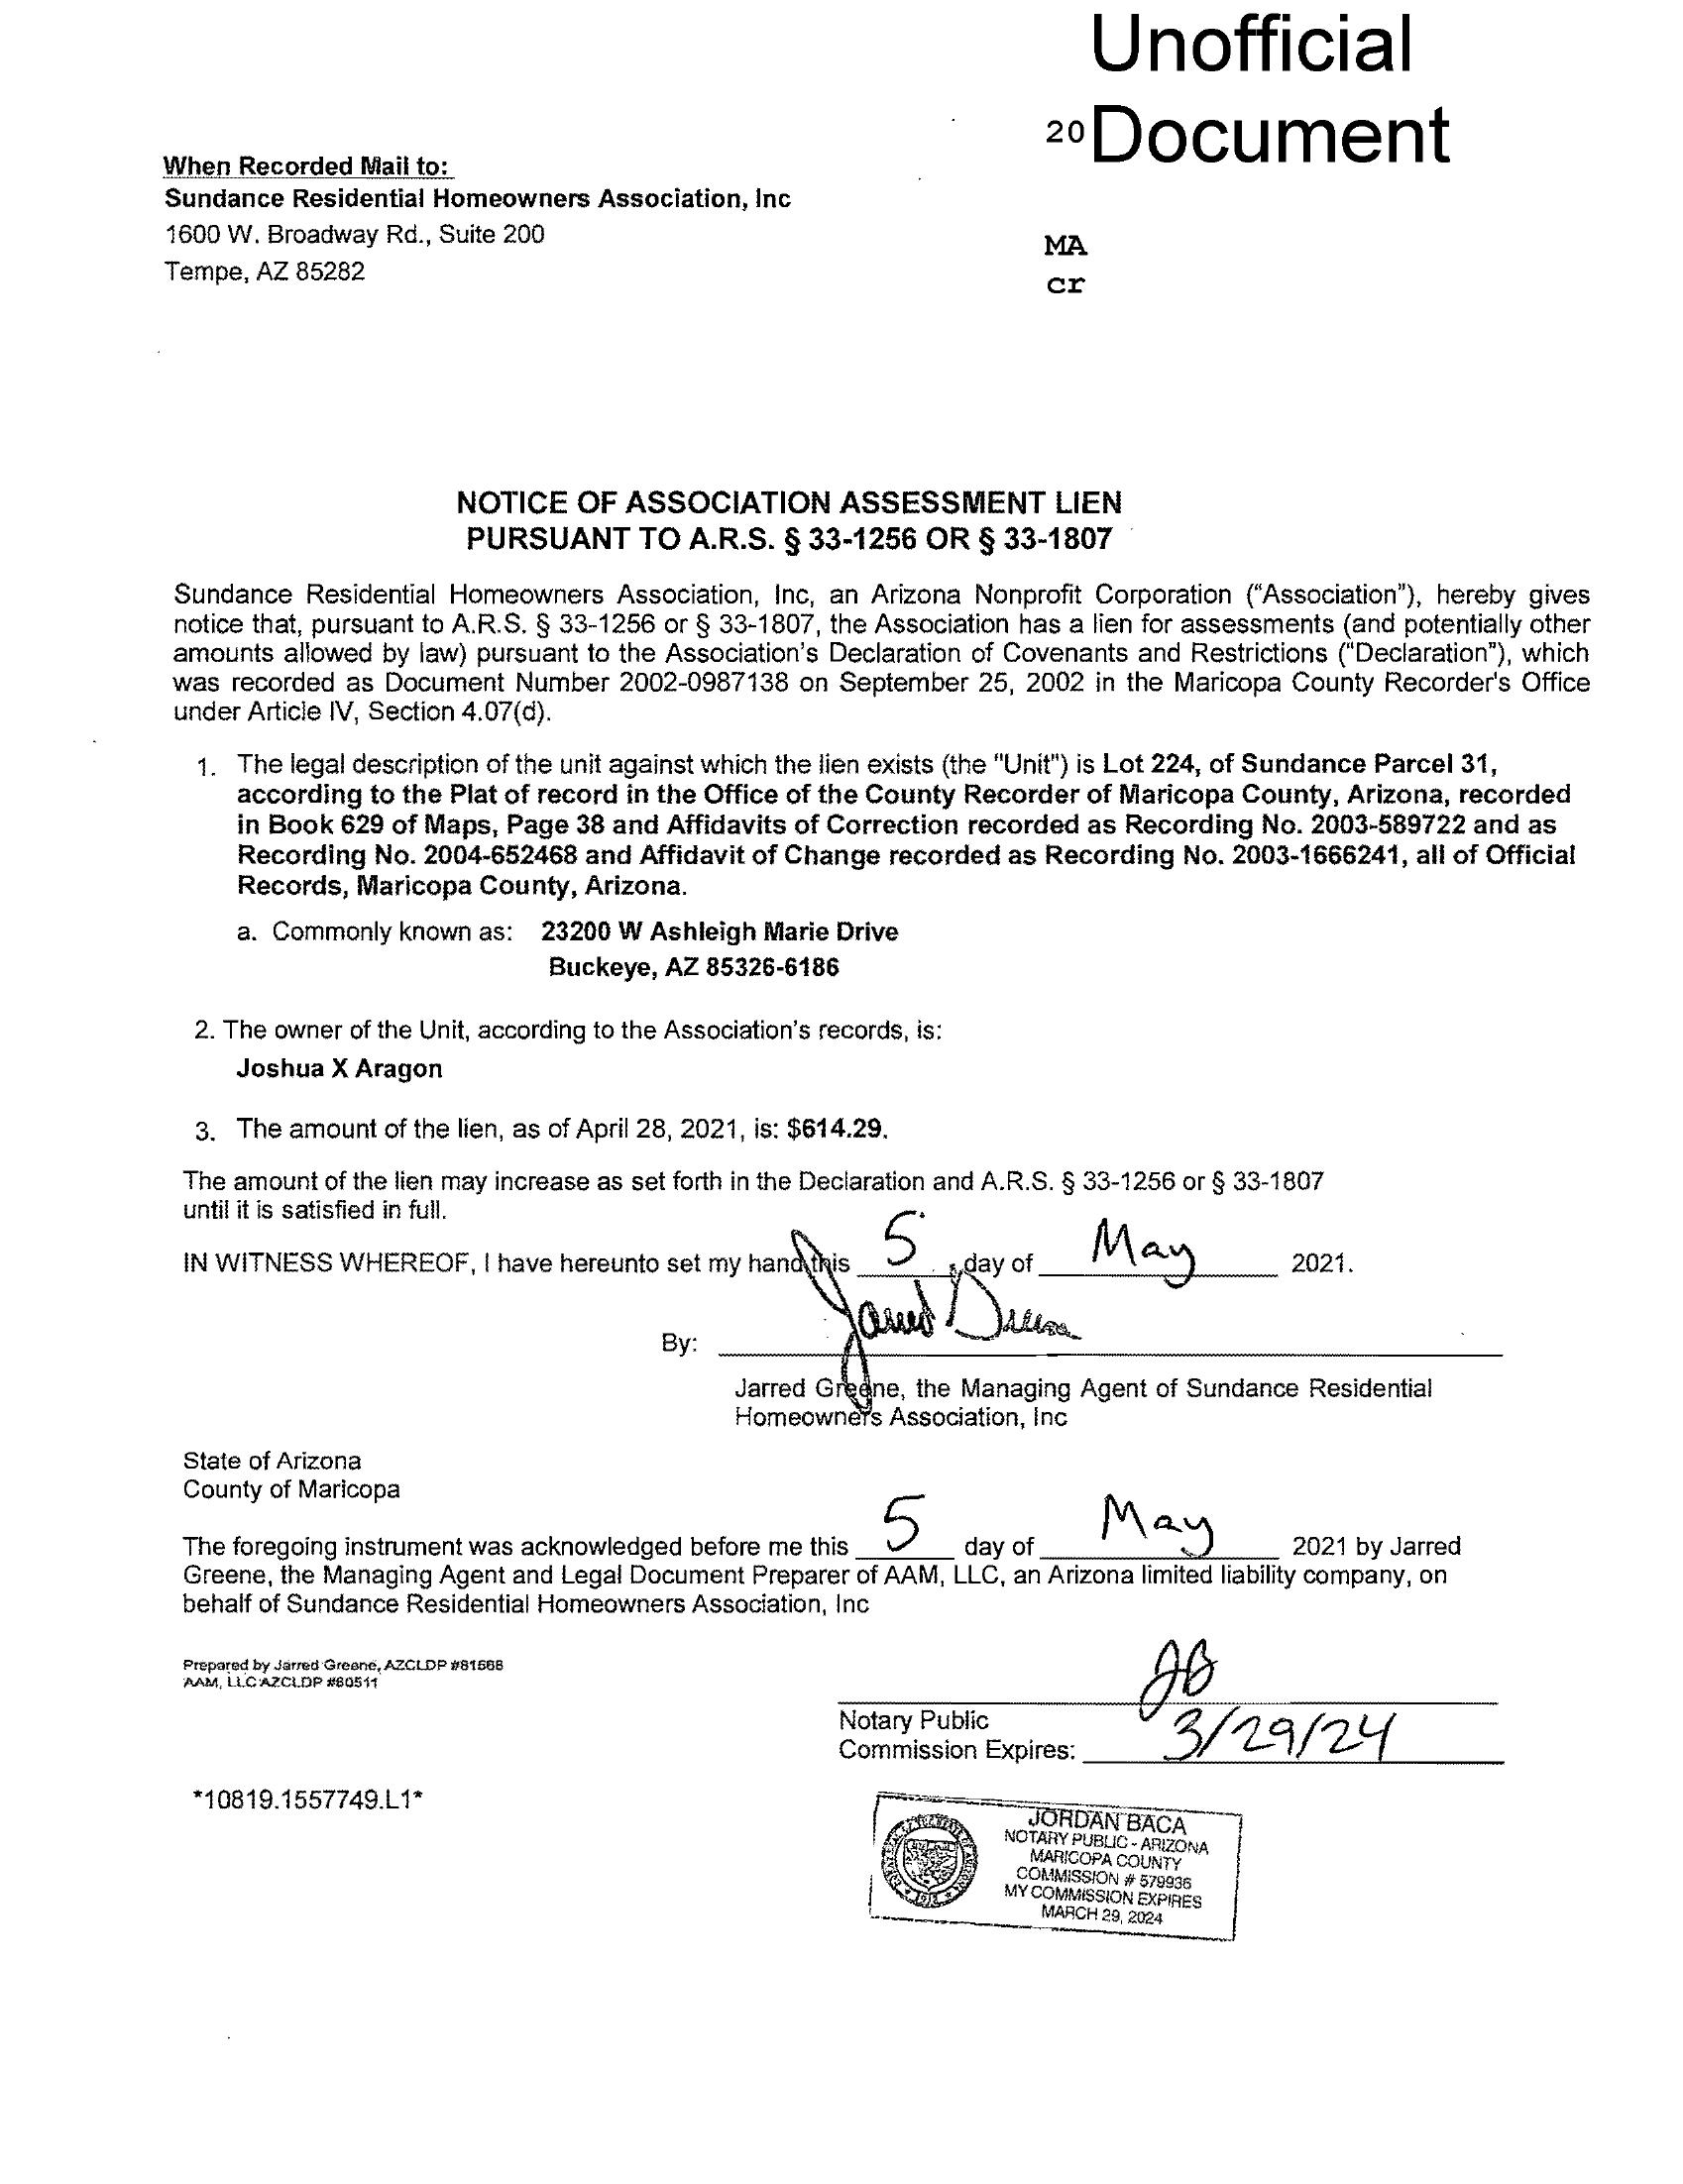 Unofficial
20 Document
When Recorded Mail to:
Sundance Residential Homeowners Association, Inc
1600 W. Broadway Rd., Suite 200
Tempe, AZ 85282
MA
cr
NOTICE OF ASSOCIATION ASSESSMENT LIEN
PURSUANT TO A.R.S. § 33-1256 OR § 33-1807
Sundance Residential Homeowners Association, Inc, an Arizona Nonprofit Corporation ("Association"), hereby gives
notice that, pursuant to A.R.S. § 33-1256 or § 33-1807, the Association has a lien for assessments (and potentially other
amounts allowed by law) pursuant to the Association's Declaration of Covenants and Restrictions ("Declaration"), which
was recorded as Document Number 2002-0987138 on September 25, 2002 in the Maricopa County Recorder's Office
under Article IV, Section 4.07(d).
1. The legal description of the unit against which the lien exists (the "Unit") is Lot 224, of Sundance Parcel 31,
according to the Plat of record in the Office of the County Recorder of Maricopa County, Arizona, recorded
in Book 629 of Maps, Page 38 and Affidavits of Correction recorded as Recording No. 2003-589722 and as
Recording No. 2004-652468 and Affidavit of Change recorded as Recording No. 2003-1666241, all of Official
Records, Maricopa County, Arizona.
a. Commonly known as: 23200 W Ashleigh Marie Drive
Buckeye, AZ 85326-6186
2. The owner of the Unit, according to the Association's records, is:
Joshua X Aragon
3. The amount of the lien, as of April 28, 2021, is: $614.29.
The amount of the lien may increase as set forth in the Declaration and A.R.S. § 33-1256 or § 33-1807
until it is satisfied in full.
IN WITNESS WHEREOF, I have hereunto set my hand this 5 day of May 2021.
By:
Jarred Greene, the Managing Agent of Sundance Residential
Homeowners Association, Inc
State of Arizona
County of Maricopa
The foregoing instrument was acknowledged before me this 5 day of May 2021 by Jarred
Greene, the Managing Agent and Legal Document Preparer of AAM, LLC, an Arizona limited liability company, on
behalf of Sundance Residential Homeowners Association, Inc
Prepared by Jarred Greene, AZCLDP #81568
AAM, LLC AZCLDP #80511
JB
Notary Public
Commission Expires: 3/29/24
*10819.1557749.L1*
JORDAN BACA
NOTARY PUBLIC - ARIZONA
MARICOPA COUNTY
COMMISSION # 579936
MY COMMISSION EXPIRES
MARCH 29, 2024